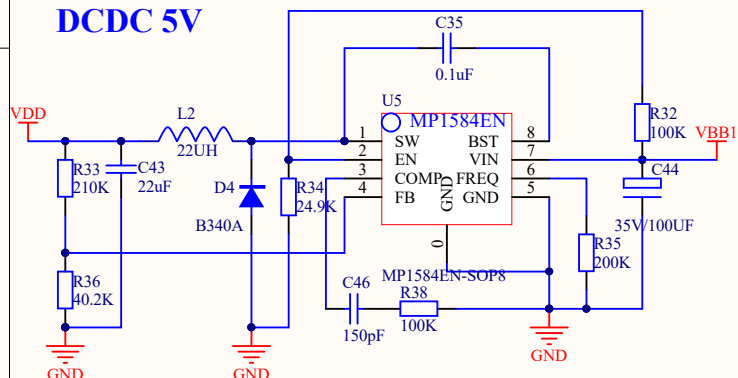 DCDC 5V
C35
0.1uF
U5
MP1584EN
VDD
L2
22UH
R32
100K
VBB1
1
SW
BST
8
2
EN
VIN
7
3
COMP
FREQ
6
4
FB
GND
5
GND
0
R33
210K
C43
22uF
D4
B340A
R34
24.9K
C44
35V/100UF
R35
200K
R36
40.2K
C46
150pF
MP1584EN-SOP8
R38
100K
GND
GND
GND